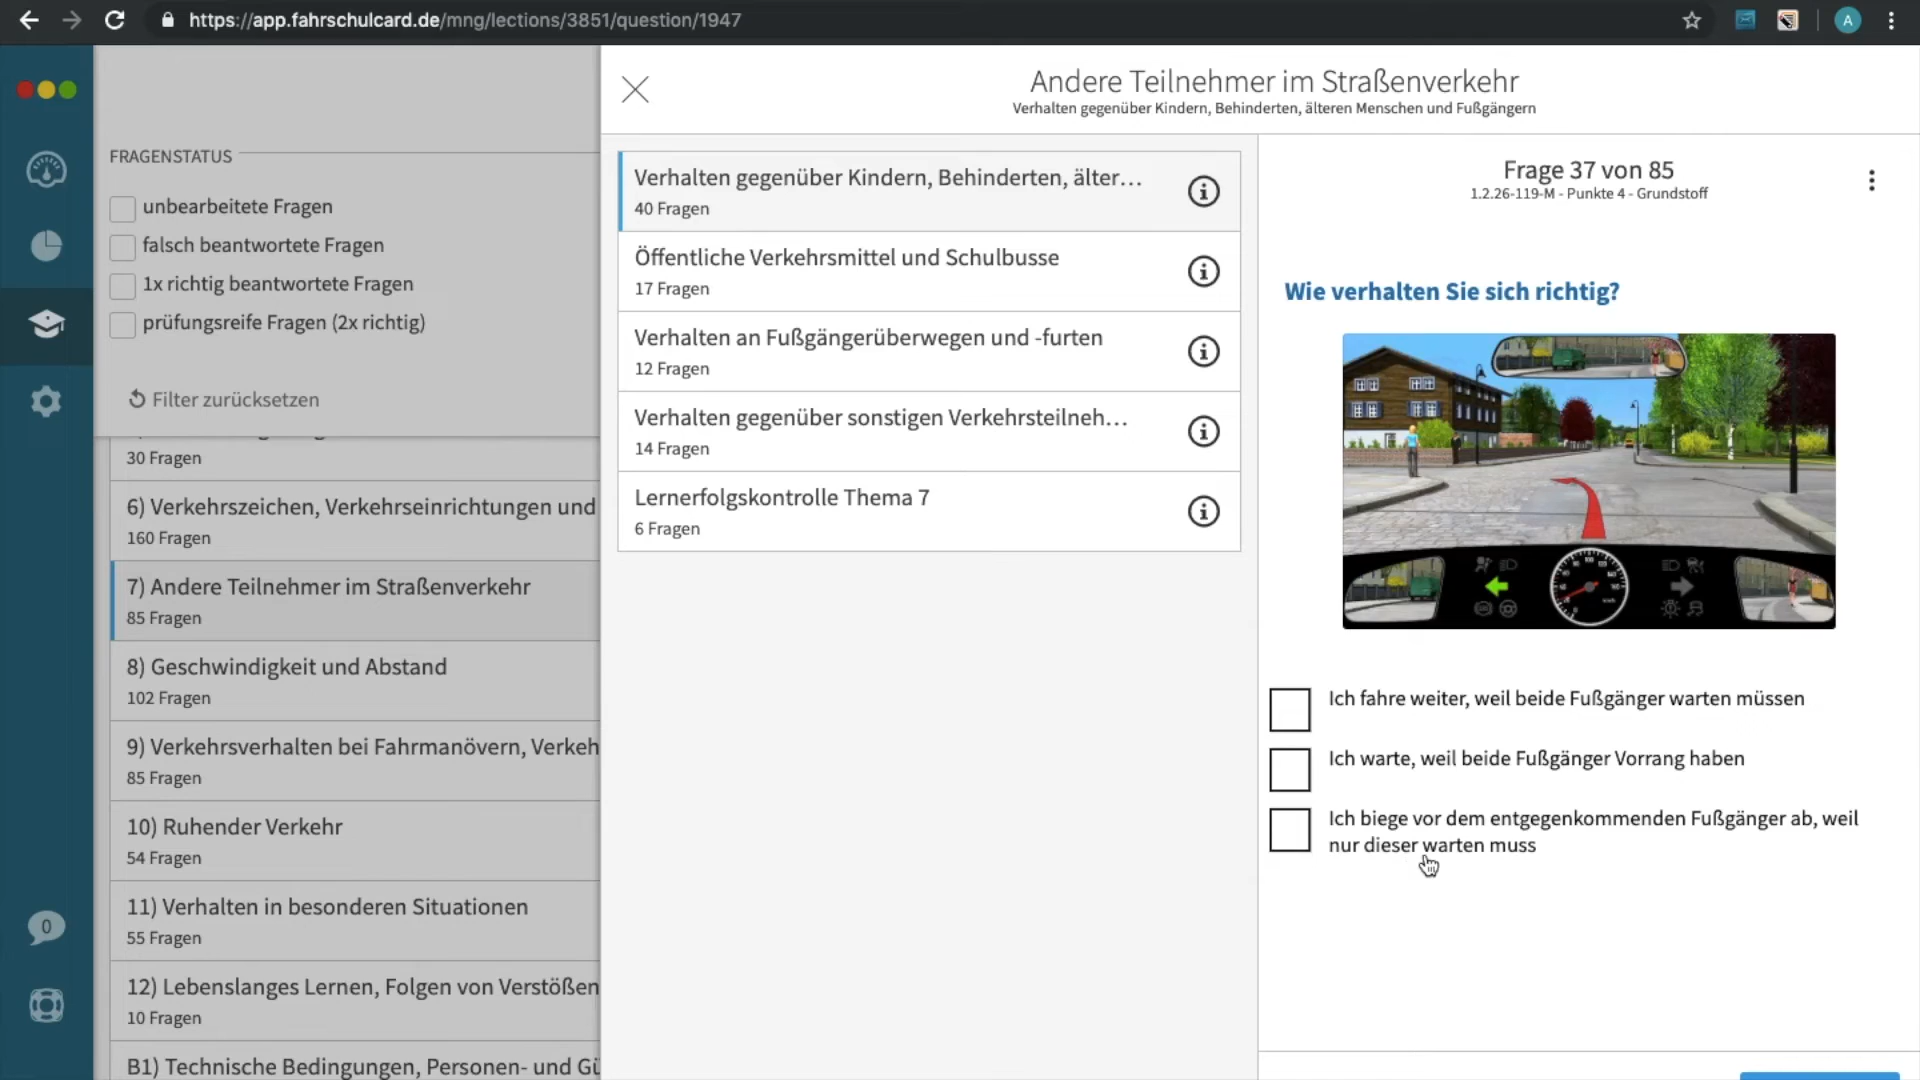 https://app.fahrschulcard.de/mng/lections/3851/question/1947
A
Andere Teilnehmer im Straßenverkehr
Verhalten gegenüber Kindern, Behinderten, älteren Menschen und Fußgängern
FRAGENSTATUS
unbearbeitete Fragen
falsch beantwortete Fragen
1x richtig beantwortete Fragen
prüfungsreife Fragen (2x richtig)
Filter zurücksetzen
30 Fragen
6) Verkehrszeichen, Verkehrseinrichtungen und
160 Fragen
7) Andere Teilnehmer im Straßenverkehr
85 Fragen
8) Geschwindigkeit und Abstand
102 Fragen
9) Verkehrsverhalten bei Fahrmanövern, Verkeh
85 Fragen
10) Ruhender Verkehr
54 Fragen
11) Verhalten in besonderen Situationen
55 Fragen
12) Lebenslanges Lernen, Folgen von Verstößen
10 Fragen
B1) Technische Bedingungen, Personen- und Gü
0
Verhalten gegenüber Kindern, Behinderten, älter...
40 Fragen
Öffentliche Verkehrsmittel und Schulbusse
17 Fragen
Verhalten an Fußgängerüberwegen und -furten
12 Fragen
Verhalten gegenüber sonstigen Verkehrsteilneh...
14 Fragen
Lernerfolgskontrolle Thema 7
6 Fragen
Frage 37 von 85
1.2.26-119-M - Punkte 4 - Grundstoff
Wie verhalten Sie sich richtig?
Ich fahre weiter, weil beide Fußgänger warten müssen
Ich warte, weil beide Fußgänger Vorrang haben
Ich biege vor dem entgegenkommenden Fußgänger ab, weil
nur dieser warten muss